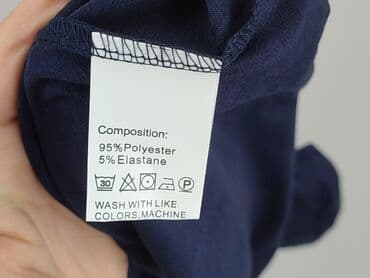 Composition:
95%Polyester
5%Elastane
30 P
WASH WITH LIKE
COLORS,MACHINE